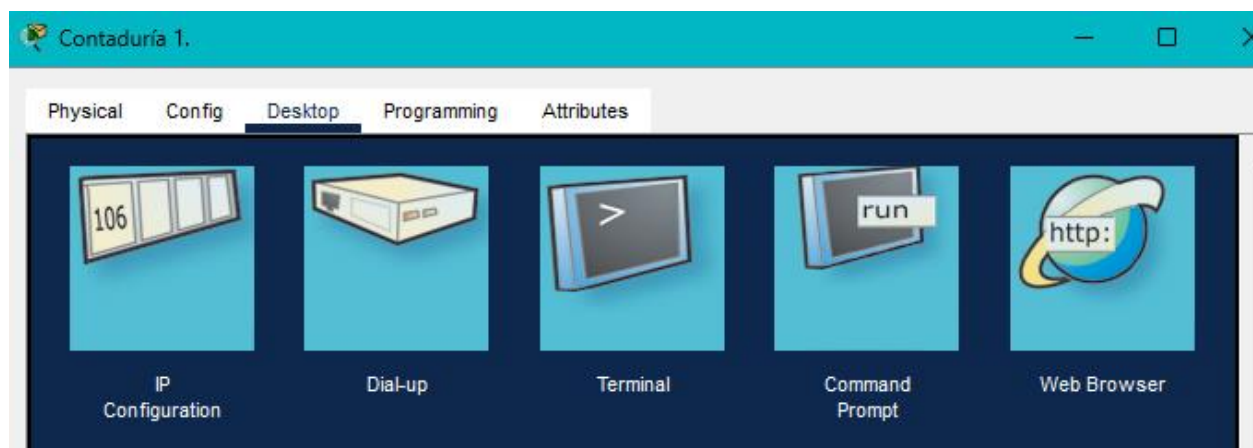 Contaduría 1.
Physical Config Desktop Programming Attributes
106
>
run
http:
IP
Configuration
Dial-up
Terminal
Command
Prompt
Web Browser